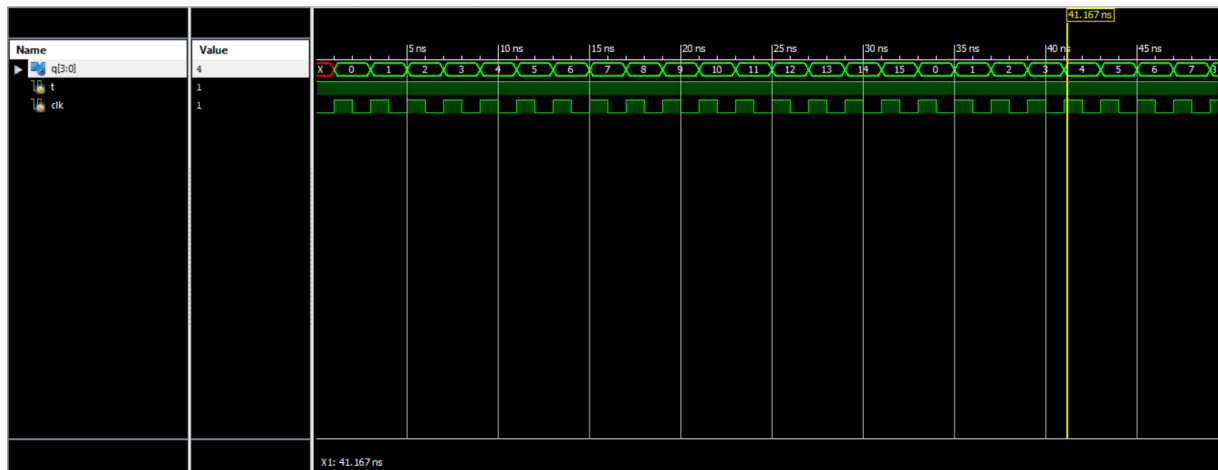 41.167 ns
Name Value 5 ns 10 ns 15 ns 20 ns 25 ns 30 ns 35 ns 40 ns 45 ns
q[3:0] 4 X 0 1 2 3 4 5 6 7 8 9 10 11 12 13 14 15 0 1 2 3 4 5 6 7 8
t 1
clk 1
X1: 41.167 ns